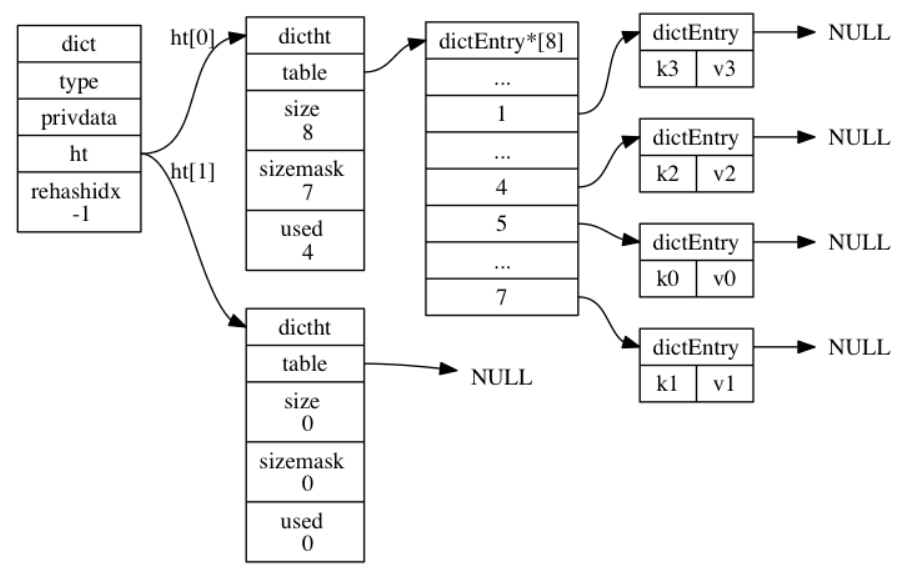 dict
type
privdata
ht
rehashidx
-1
ht[0]
ht[1]
dictht
table
size
8
sizemask
7
used
4
dictht
table
size
0
sizemask
0
used
0
NULL
dictEntry*[8]
...
1
...
4
5
...
7
dictEntry
k3 v3
NULL
dictEntry
k2 v2
NULL
dictEntry
k0 v0
NULL
dictEntry
k1 v1
NULL